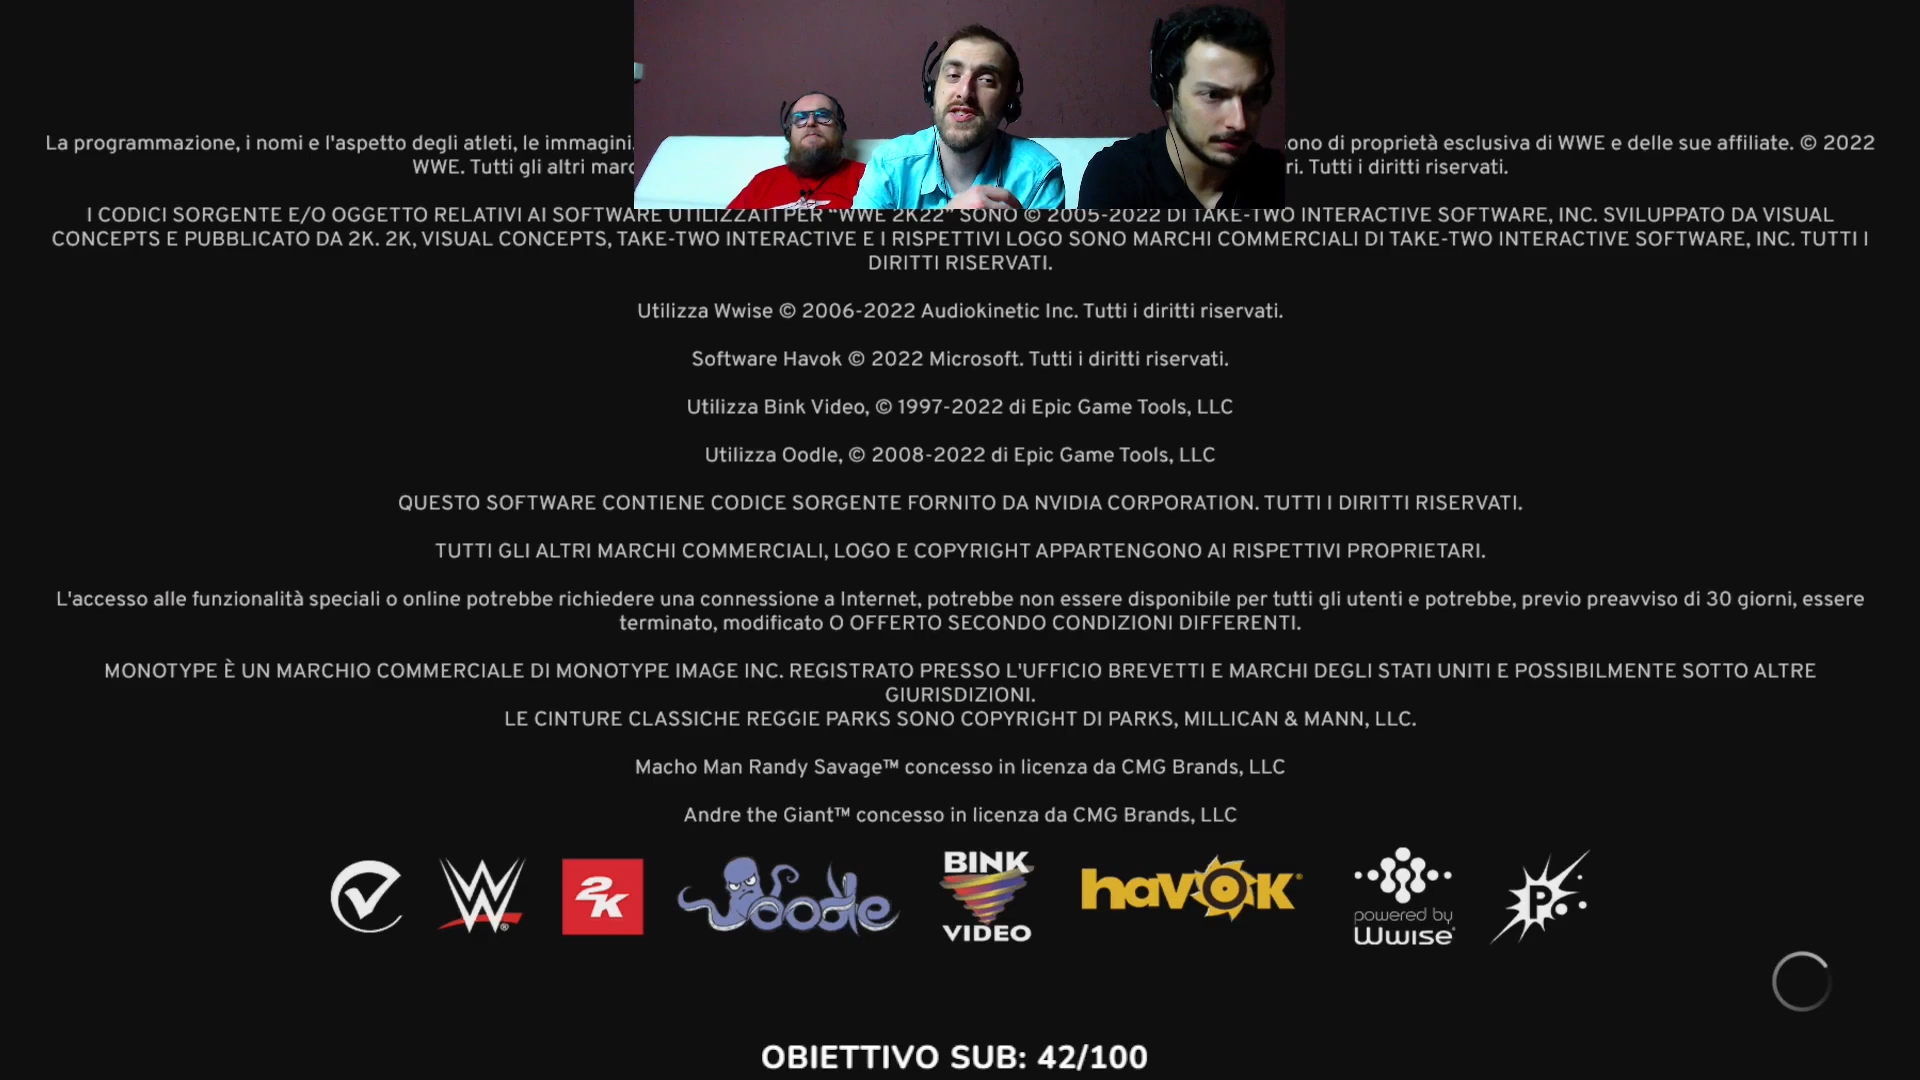 La programmazione, i nomi e l'aspetto degli atleti, le immagini ono di proprietà esclusiva di WWE e delle sue affiliate. © 2022
WWE. Tutti gli altri marc ri. Tutti i diritti riservati.
I CODICI SORGENTE E/O OGGETTO RELATIVI AI SOFTWARE UTILIZZATI PER “WWE 2K22” SONO © 2005-2022 DI TAKE-TWO INTERACTIVE SOFTWARE, INC. SVILUPPATO DA VISUAL
CONCEPTS E PUBBLICATO DA 2K. 2K, VISUAL CONCEPTS, TAKE-TWO INTERACTIVE E I RISPETTIVI LOGO SONO MARCHI COMMERCIALI DI TAKE-TWO INTERACTIVE SOFTWARE, INC. TUTTI I
DIRITTI RISERVATI.
Utilizza Wwise © 2006-2022 Audiokinetic Inc. Tutti i diritti riservati.
Software Havok © 2022 Microsoft. Tutti i diritti riservati.
Utilizza Bink Video, © 1997-2022 di Epic Game Tools, LLC
Utilizza Oodle, © 2008-2022 di Epic Game Tools, LLC
QUESTO SOFTWARE CONTIENE CODICE SORGENTE FORNITO DA NVIDIA CORPORATION. TUTTI I DIRITTI RISERVATI.
TUTTI GLI ALTRI MARCHI COMMERCIALI, LOGO E COPYRIGHT APPARTENGONO AI RISPETTIVI PROPRIETARI.
L'accesso alle funzionalità speciali o online potrebbe richiedere una connessione a Internet, potrebbe non essere disponibile per tutti gli utenti e potrebbe, previo preavviso di 30 giorni, essere
terminato, modificato O OFFERTO SECONDO CONDIZIONI DIFFERENTI.
MONOTYPE È UN MARCHIO COMMERCIALE DI MONOTYPE IMAGE INC. REGISTRATO PRESSO L'UFFICIO BREVETTI E MARCHI DEGLI STATI UNITI E POSSIBILMENTE SOTTO ALTRE
GIURISDIZIONI.
LE CINTURE CLASSICHE REGGIE PARKS SONO COPYRIGHT DI PARKS, MILLICAN & MANN, LLC.
Macho Man Randy Savage™ concesso in licenza da CMG Brands, LLC
Andre the Giant™ concesso in licenza da CMG Brands, LLC
W 2K oodle BINK VIDEO havok powered by Wwise P
OBIETTIVO SUB: 42/100